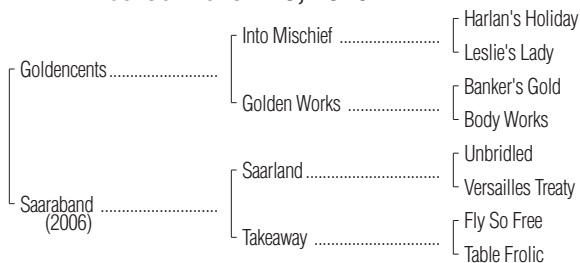 Harlan's Holiday
Into Mischief
Leslie's Lady
Goldencents
Banker's Gold
Golden Works
Body Works
Unbridled
Saarland
Versailles Treaty
Saaraband
(2006)
Fly So Free
Takeaway
Table Frolic